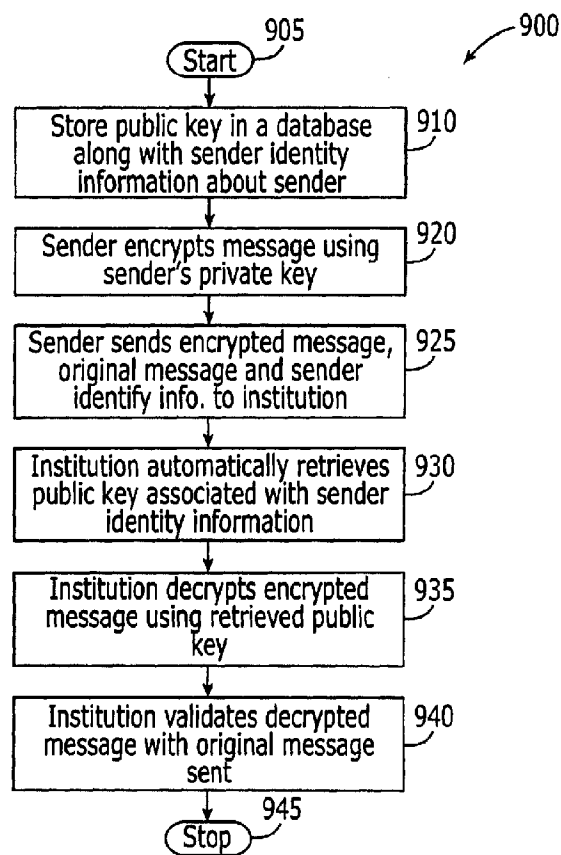 900
905
Start
Store public key in a database
along with sender identity
information about sender
910
Sender encrypts message using
sender's private key
920
Sender sends encrypted message,
original message and sender
identify info. to institution
925
Institution automatically retrieves
public key associated with sender
identity information
930
Institution decrypts encrypted
message using retrieved public
key
935
Institution validates decrypted
message with original message
sent
940
945
Stop